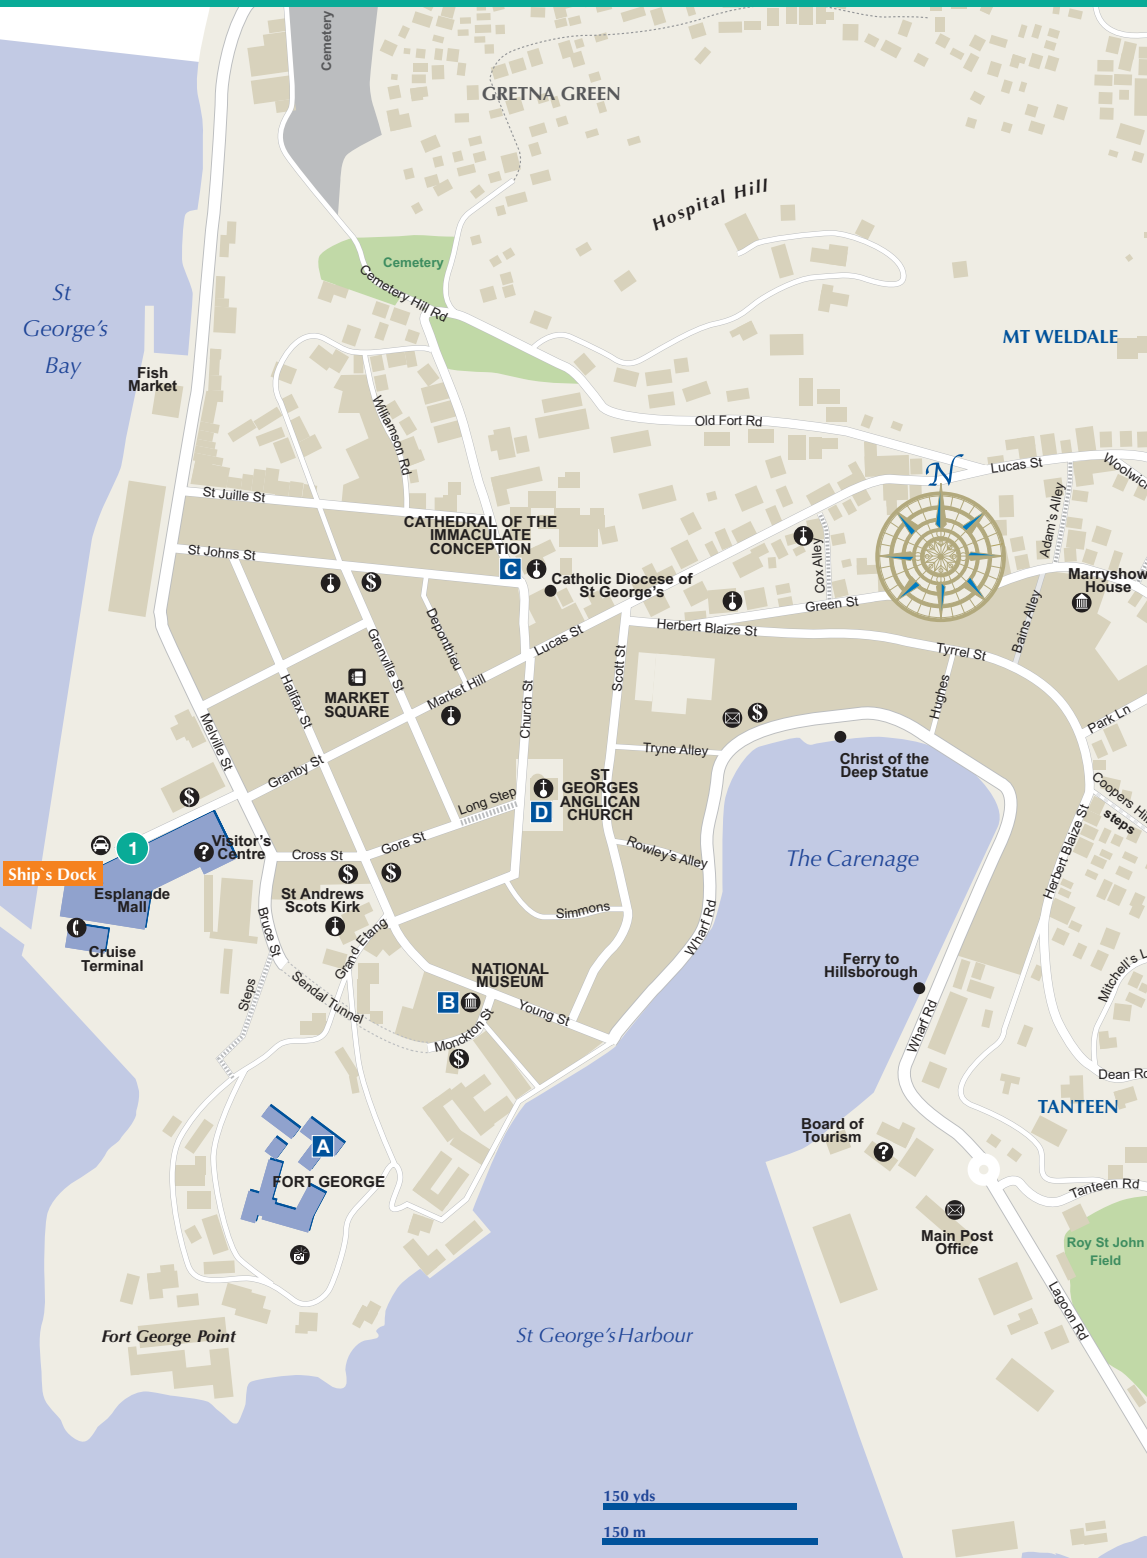 Cemetery
GRETNA GREEN
Hospital Hill
Cemetery
Cemetery Hill Rd
St
George's
Bay
MT WELDALE
Fish
Market
Williamson Rd
Old Fort Rd
Lucas St
Woolwic
N
St Juille St
Adam's Alley
CATHEDRAL OF THE
IMMACULATE
CONCEPTION
C
St Johns St
Cox Alley
Catholic Diocese of
St George's
Marryshow
House
$
Green St
Bains Alley
Deponthieu
Lucas St
Herbert Blaize St
Tyrrel St
Grenville St
Scott St
Hughes
MARKET
SQUARE
Halifax St
Market Hill
Church St
Park Ln
Melville St
$
Tryne Alley
Christ of the
Deep Statue
Granby St
ST
GEORGES
ANGLICAN
CHURCH
D
Long Step
Coopers Hil
steps
$
1
Visitor's
Centre
?
Cross St
Gore St
Rowley's Alley
The Carenage
Herbert Blaize St
Ship`s Dock
Esplanade
Mall
$
$
St Andrews
Scots Kirk
Simmons
Bruce St
Grand Etang
Wharf Rd
Cruise
Terminal
Ferry to
Hillsborough
Mitchell's L
NATIONAL
MUSEUM
B
Steps
Sendal Tunnel
Young St
Monckton St
$
Wharf Rd
Dean Rd
TANTEEN
A
Board of
Tourism
?
FORT GEORGE
Tanteen Rd
Main Post
Office
Roy St John
Field
Lagoon Rd
Fort George Point
St George's Harbour
150 yds
150 m